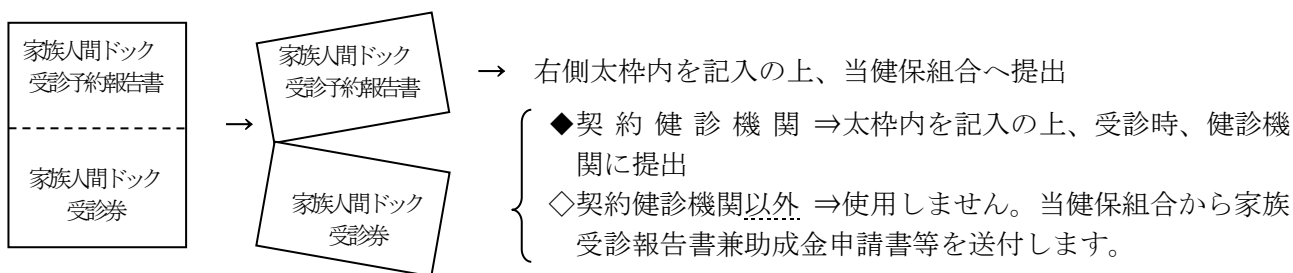 家族人間ドック
受診予約報告書
家族人間ドック
受診券
→
家族人間ドック
受診予約報告書
家族人間ドック
受診券
→ 右側太枠内を記入の上、当健保組合へ提出
◆契約健診機関⇒太枠内を記入の上、受診時、健診機
関に提出
◇契約健診機関以外 ⇒使用しません。当健保組合から家族
受診報告書兼助成金申請書等を送付します。